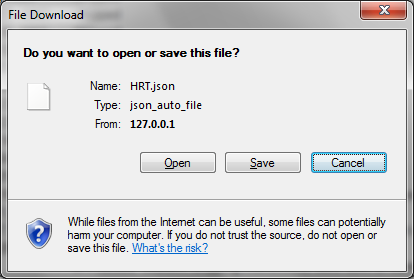 File Download
Do you want to open or save this file?
Name: HRT.json
Type: json_auto_file
From: 127.0.0.1
Open Save Cancel
While files from the Internet can be useful, some files can potentially
harm your computer. If you do not trust the source, do not open or
save this file. What's the risk?